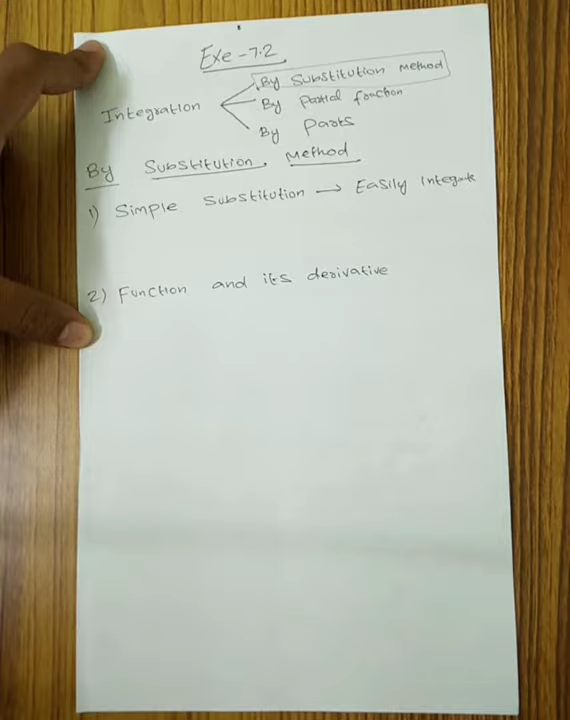 Exe-7.2
By Substitution Method
Integration
By Partial fraction
By Parts
By Substitution Method
1) Simple Substitution → Easily Integrate
2) Function and its derivative